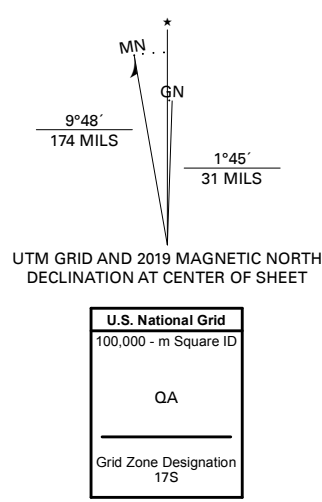 MN
GN
9°48´
174 MILS
1°45´
31 MILS
UTM GRID AND 2019 MAGNETIC NORTH
DECLINATION AT CENTER OF SHEET
U.S. National Grid
100,000 - m Square ID
QA
Grid Zone Designation
17S